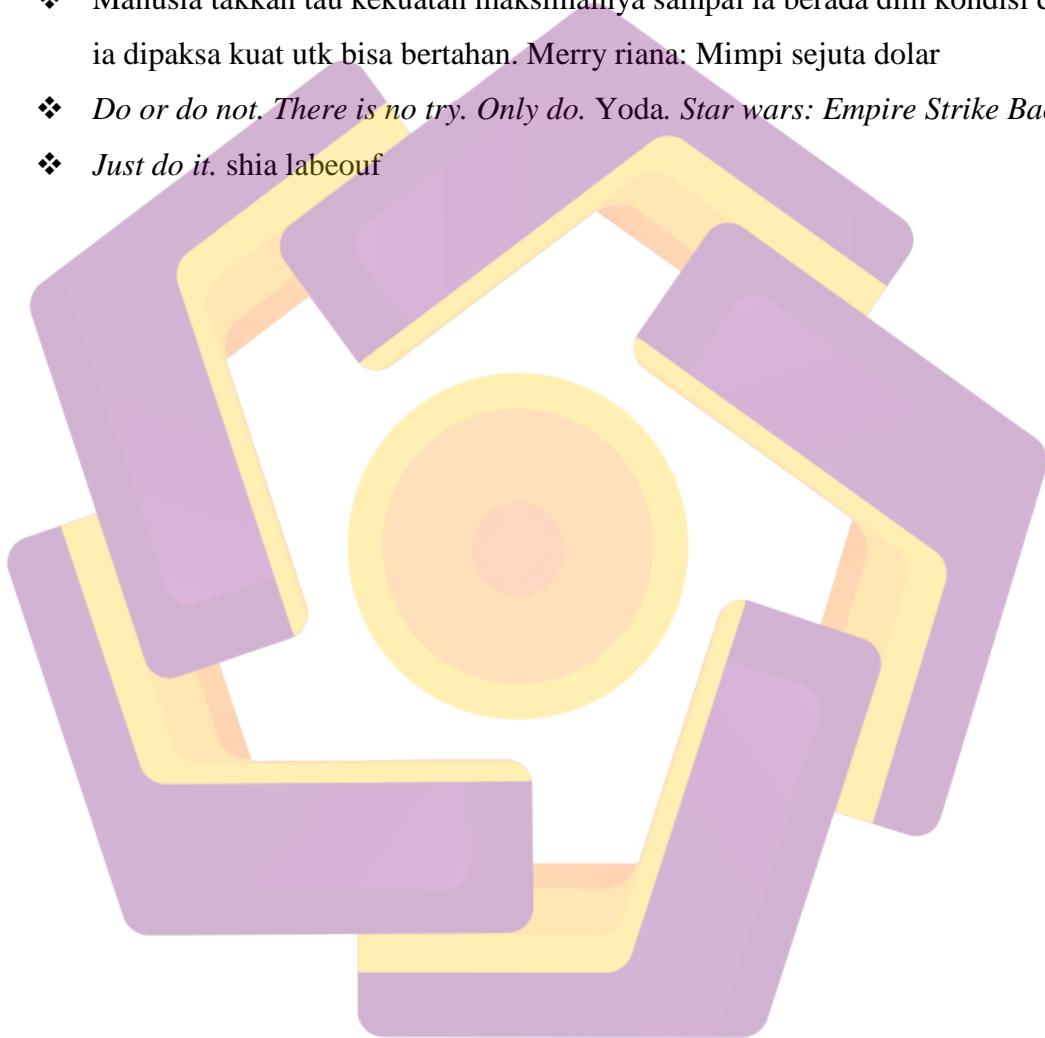 ❖ Manusia takkan tau kekuatan maksimalnya sampai ia berada dlm kondisi
ia dipaksa kuat utk bisa bertahan. Merry riana: Mimpi sejuta dolar
❖ Do or do not. There is no try. Only do. Yoda. Star wars: Empire Strike
❖ Just do it. shia labeouf